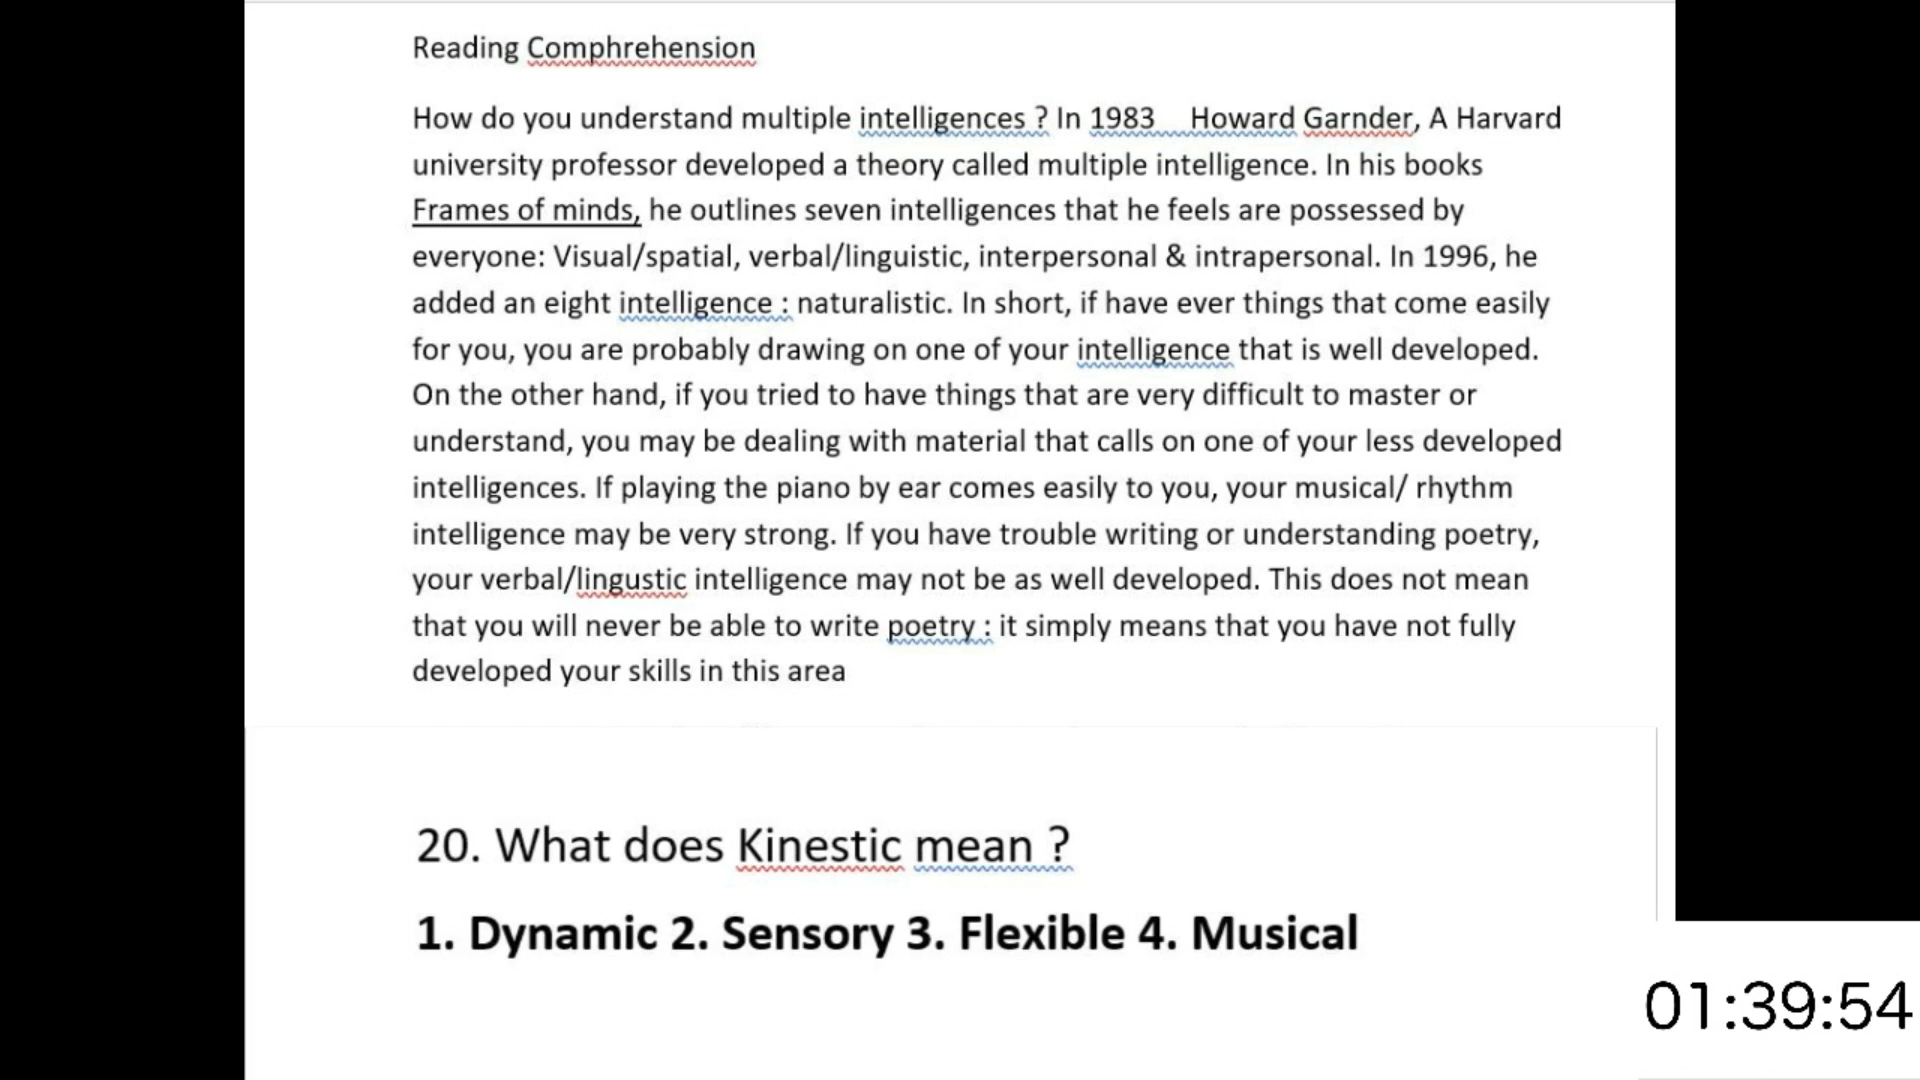 Reading Comphrehension
How do you understand multiple intelligences ? In 1983 Howard Garnder, A Harvard
university professor developed a theory called multiple intelligence. In his books
Frames of minds, he outlines seven intelligences that he feels are possessed by
everyone: Visual/spatial, verbal/linguistic, interpersonal & intrapersonal. In 1996, he
added an eight intelligence : naturalistic. In short, if have ever things that come easily
for you, you are probably drawing on one of your intelligence that is well developed.
On the other hand, if you tried to have things that are very difficult to master or
understand, you may be dealing with material that calls on one of your less developed
intelligences. If playing the piano by ear comes easily to you, your musical/ rhythm
intelligence may be very strong. If you have trouble writing or understanding poetry,
your verbal/lingustic intelligence may not be as well developed. This does not mean
that you will never be able to write poetry : it simply means that you have not fully
developed your skills in this area
20. What does Kinestic mean ?
1. Dynamic 2. Sensory 3. Flexible 4. Musical
01:39:54